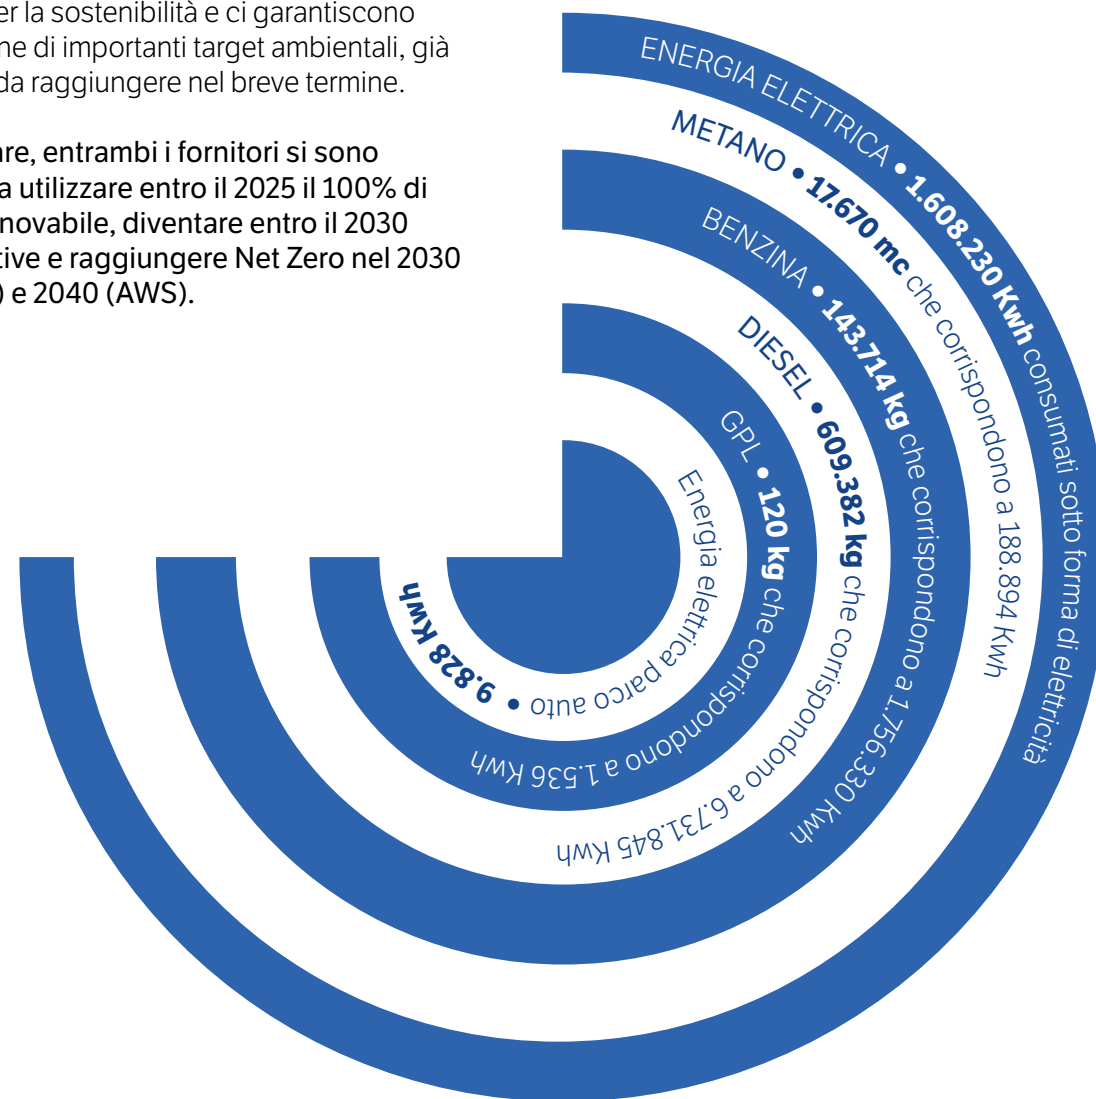 er la sostenibilità e ci garantiscono
ne di importanti target ambientali, già
da raggiungere nel breve termine.
are, entrambi i fornitori si sono
a utilizzare entro il 2025 il 100% di
novabile, diventare entro il 2030
tive e raggiungere Net Zero nel 2030
) e 2040 (AWS).
ENERGIA ELETTRICA • 1.608.230 Kwh consumati sotto forma di elettricità
METANO • 17.670 mc che corrispondono a 188.894 Kwh
BENZINA • 143.714 kg che corrispondono a 1.756.330 Kwh
DIESEL • 609.382 kg che corrispondono a 6.731.845 Kwh
GPL • 120 kg che corrispondono a 1.536 Kwh
Energia elettrica parco auto • 9.828 Kwh